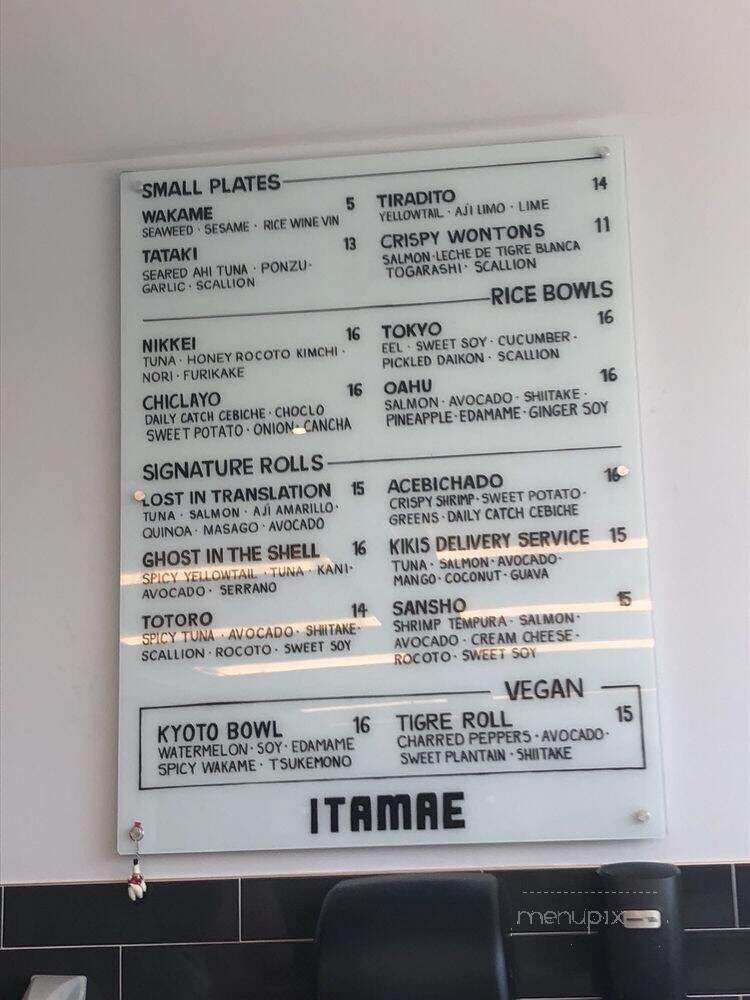 SMALL PLATES
WAKAME 5
SEAWEED · SESAME · RICE WINE VIN
TATAKI 13
SEARED AHI TUNA · PONZU ·
GARLIC · SCALLION
TIRADITO 14
YELLOWTAIL · AJÍ LIMO · LIME
CRISPY WONTONS 11
SALMON · LECHE DE TIGRE BLANCA
TOGARASHI · SCALLION
RICE BOWLS
NIKKEI 16
TUNA · HONEY ROCOTO KIMCHI ·
NORI · FURIKAKE
CHICLAYO 16
DAILY CATCH CEBICHE · CHOCLO
SWEET POTATO · ONION · CANCHA
TOKYO 16
EEL · SWEET SOY · CUCUMBER ·
PICKLED DAIKON · SCALLION
OAHU 16
SALMON · AVOCADO · SHIITAKE ·
PINEAPPLE · EDAMAME · GINGER SOY
SIGNATURE ROLLS
LOST IN TRANSLATION 15
TUNA · SALMON · AJÍ AMARILLO ·
QUINOA · MASAGO · AVOCADO
GHOST IN THE SHELL 16
SPICY YELLOWTAIL · TUNA · KANI ·
AVOCADO · SERRANO
TOTORO 14
SPICY TUNA · AVOCADO · SHIITAKE ·
SCALLION · ROCOTO · SWEET SOY
ACEBICHADO 16
CRISPY SHRIMP · SWEET POTATO ·
GREENS · DAILY CATCH CEBICHE
KIKIS DELIVERY SERVICE 15
TUNA · SALMON · AVOCADO ·
MANGO · COCONUT · GUAVA
SANSHO 15
SHRIMP TEMPURA · SALMON ·
AVOCADO · CREAM CHEESE ·
ROCOTO · SWEET SOY
VEGAN
KYOTO BOWL 16
WATERMELON · SOY · EDAMAME
SPICY WAKAME · TSUKEMONO
TIGRE ROLL 15
CHARRED PEPPERS · AVOCADO ·
SWEET PLANTAIN · SHIITAKE
ITAMAE
menupix